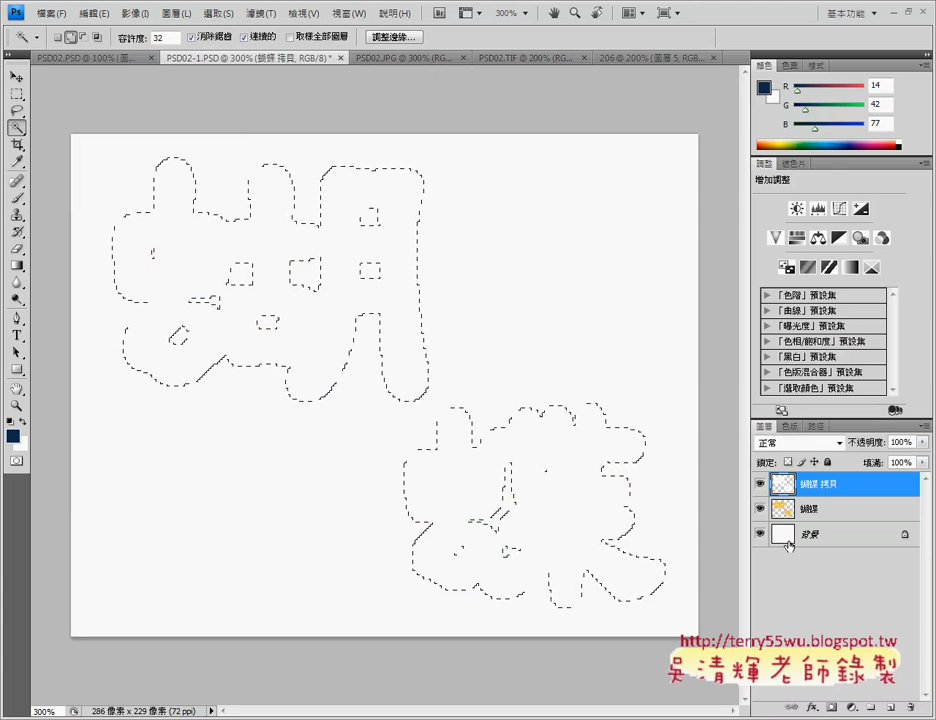 Ps 檔案(F) 編輯(E) 影像(I) 圖層(L) 選取(S) 濾鏡(T) 檢視(V) 視窗(W) 說明(H) Br 300% 基本功能
容許度: 32 消除鋸齒 連續的 取樣全部圖層 調整邊緣...
PSD02-1.PSD @ 300% (蝴蝶 拷貝, RGB/8) * PSD02.JPG @ 300% (RG... PSD02.TIF @ 200% (RG... 206@ 200% (圖層 5, RGB/8)
顏色 色票 樣式
R 14
G 42
B 77
調整 遮色片
增加調整
「色階」預設集
「曲線」預設集
「曝光度」預設集
「色相/飽和度」預設集
「黑白」預設集
「色版混合器」預設集
「選取顏色」預設集
圖層 色版 路徑
正常 不透明度: 100%
鎖定: 填滿: 100%
蝴蝶 拷貝
蝴蝶
背景
蝴
蝶
http://terry55wu.blogspot.tw
吳清輝老師錄製
300% 286 像素 x 229 像素 (72 ppi)